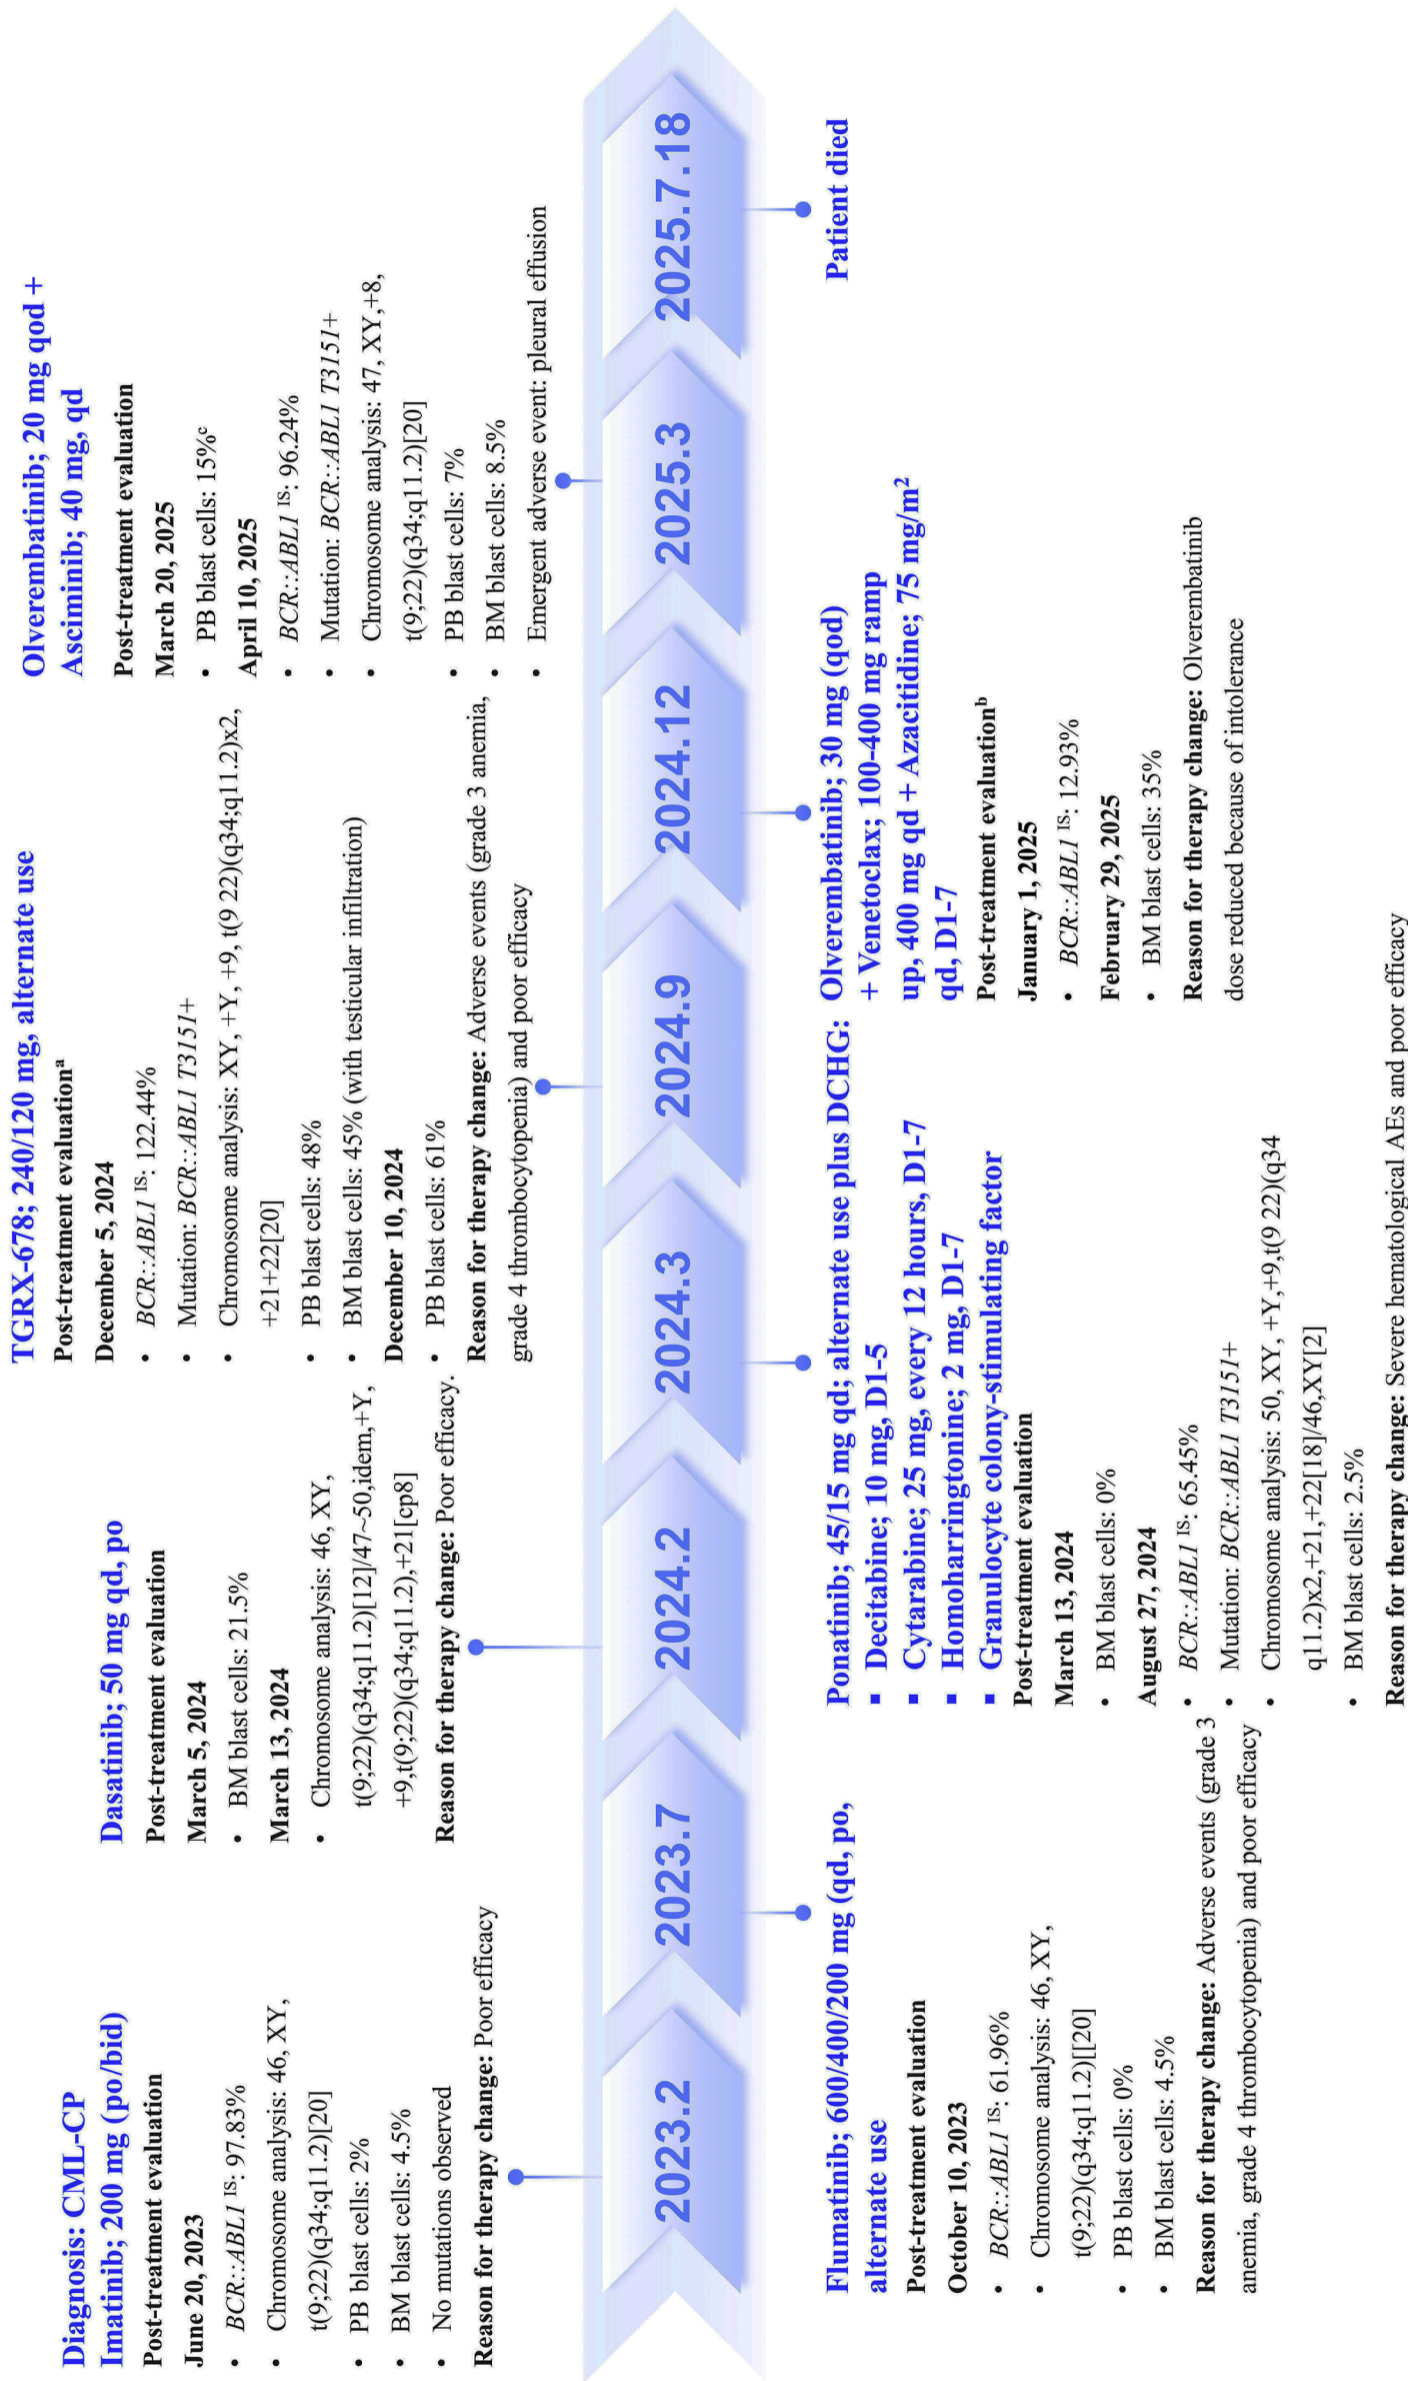 Diagnosis: CML-CP
Imatinib; 200 mg (po/bid)
Post-treatment evaluation
June 20, 2023
• BCR::ABL1 IS: 97.83%
• Chromosome analysis: 46, XY,
t(9;22)(q34;q11.2)[20]
• PB blast cells: 2%
• BM blast cells: 4.5%
• No mutations observed
Reason for therapy change: Poor efficacy
Dasatinib; 50 mg qd, po
Post-treatment evaluation
March 5, 2024
• BM blast cells: 21.5%
March 13, 2024
• Chromosome analysis: 46, XY,
t(9;22)(q34;q11.2)[12]/47~50,idem,+Y,
+9,t(9;22)(q34;q11.2),+21[cp8]
Reason for therapy change: Poor efficacy.
TGRX-678; 240/120 mg, alternate use
Post-treatment evaluationᵃ
December 5, 2024
• BCR::ABL1 IS: 122.44%
• Mutation: BCR::ABL1 T3151+
• Chromosome analysis: XY, +Y, +9, t(9 22)(q34;q11.2)x2,
+21+22[20]
• PB blast cells: 48%
• BM blast cells: 45% (with testicular infiltration)
December 10, 2024
• PB blast cells: 61%
Reason for therapy change: Adverse events (grade 3 anemia,
grade 4 thrombocytopenia) and poor efficacy
Olverembatinib; 20 mg qod +
Asciminib; 40 mg, qd
Post-treatment evaluation
March 20, 2025
• PB blast cells: 15%ᶜ
April 10, 2025
• BCR::ABL1 IS: 96.24%
• Mutation: BCR::ABL1 T3151+
• Chromosome analysis: 47, XY,+8,
t(9;22)(q34;q11.2)[20]
• PB blast cells: 7%
• BM blast cells: 8.5%
• Emergent adverse event: pleural effusion
2023.2
2023.7
2024.2
2024.3
2024.9
2024.12
2025.3
2025.7.18
Flumatinib; 600/400/200 mg (qd, po,
alternate use
Post-treatment evaluation
October 10, 2023
• BCR::ABL1 IS: 61.96%
• Chromosome analysis: 46, XY,
t(9;22)(q34;q11.2)[[20]
• PB blast cells: 0%
• BM blast cells: 4.5%
Reason for therapy change: Adverse events (grade 3
anemia, grade 4 thrombocytopenia) and poor efficacy
Ponatinib; 45/15 mg qd; alternate use plus DCHG:
▪ Decitabine; 10 mg, D1-5
▪ Cytarabine; 25 mg, every 12 hours, D1-7
▪ Homoharringtonine; 2 mg, D1-7
▪ Granulocyte colony-stimulating factor
Post-treatment evaluation
March 13, 2024
• BM blast cells: 0%
August 27, 2024
• BCR::ABL1 IS: 65.45%
• Mutation: BCR::ABL1 T3151+
• Chromosome analysis: 50, XY, +Y,+9,t(9 22)(q34
q11.2)x2,+21,+22[18]/46,XY[2]
• BM blast cells: 2.5%
Reason for therapy change: Severe hematological AEs and poor efficacy
Olverembatinib; 30 mg (qod)
+ Venetoclax; 100-400 mg ramp
up, 400 mg qd + Azacitidine; 75 mg/m²
qd, D1-7
Post-treatment evaluationᵇ
January 1, 2025
• BCR::ABL1 IS: 12.93%
February 29, 2025
• BM blast cells: 35%
Reason for therapy change: Olverembatinib
dose reduced because of intolerance
Patient died